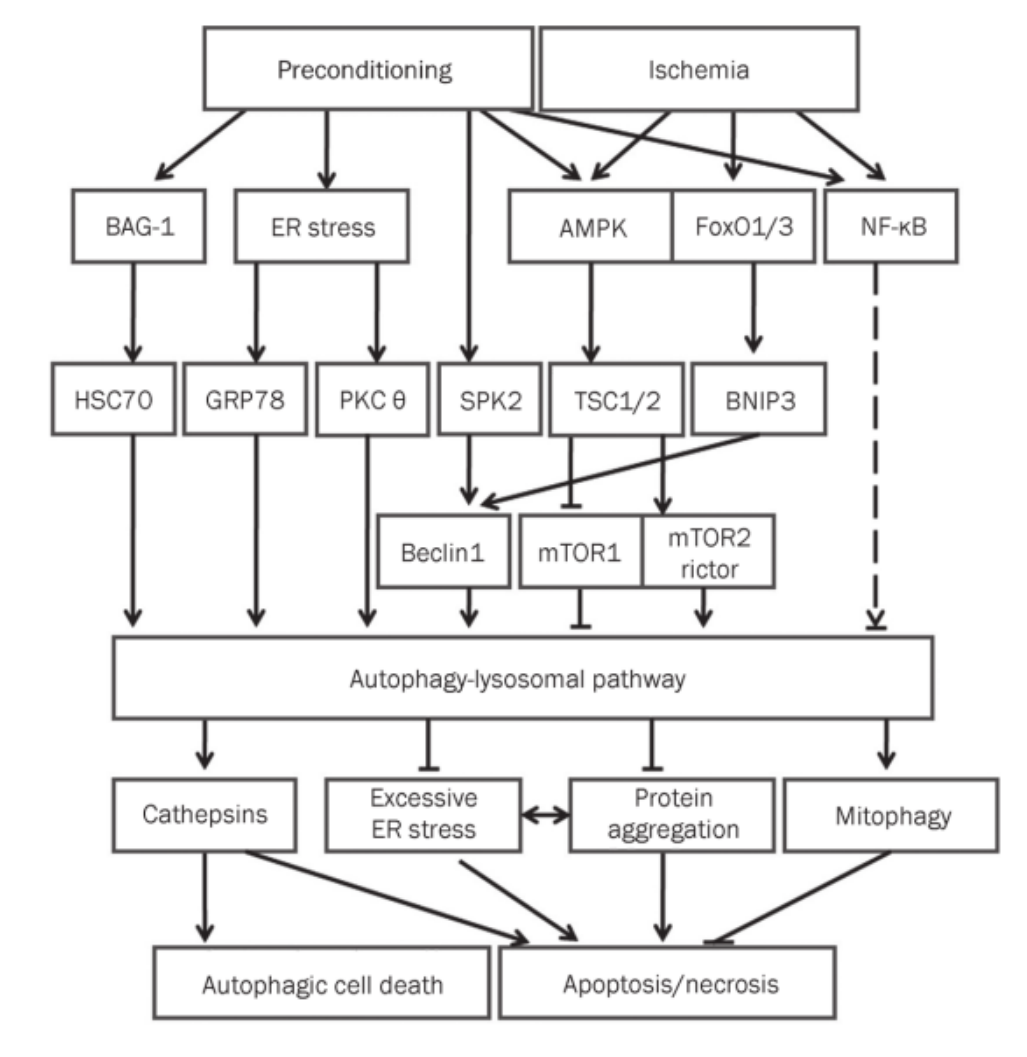 Preconditioning
Ischemia
BAG-1
ER stress
AMPK
FoxO1/3
NF-κB
HSC70
GRP78
PKC θ
SPK2
TSC1/2
BNIP3
Beclin1
mTOR1
mTOR2
rictor
Autophagy-lysosomal pathway
Cathepsins
Excessive
ER stress
Protein
aggregation
Mitophagy
Autophagic cell death
Apoptosis/necrosis